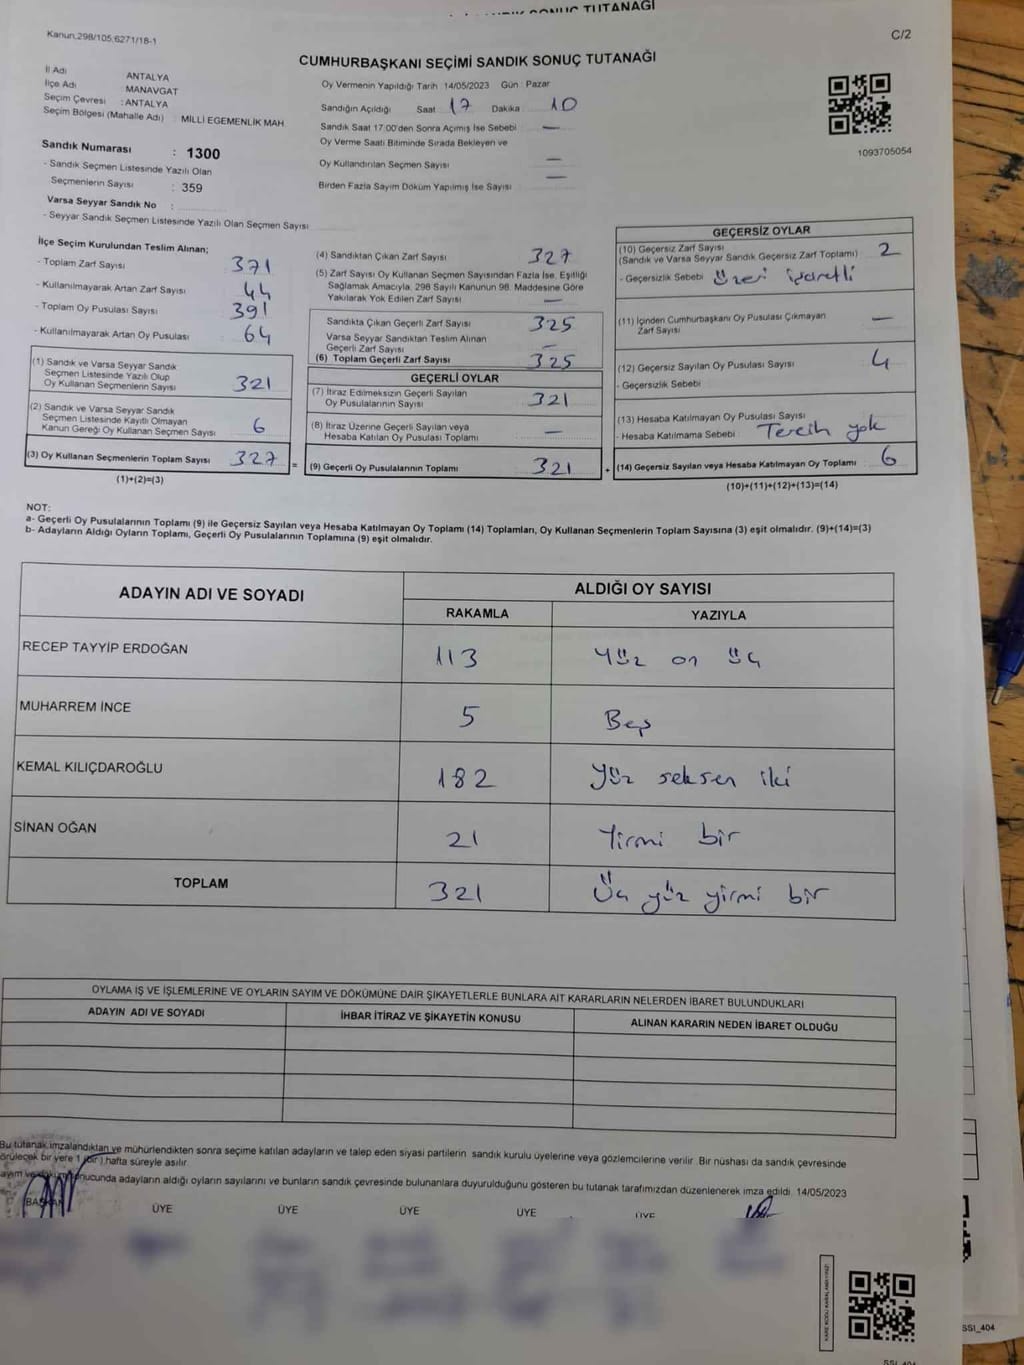 SONUÇ TUTANAĞI
Kanun,298/105,6271/18-1
C/2
CUMHURBAŞKANI SEÇİMİ SANDIK SONUÇ TUTANAĞI
İl Adı ANTALYA
İlçe Adı MANAVGAT
Seçim Çevresi : ANTALYA
Seçim Bölgesi (Mahalle Adı) : MİLLİ EGEMENLİK MAH.
Sandık Numarası : 1300
- Sandık Seçmen Listesinde Yazılı Olan
Seçmenlerin Sayısı : 359
Varsa Seyyar Sandık No :
- Seyyar Sandık Seçmen Listesinde Yazılı Olan Seçmen Sayısı
Oy Vermenin Yapıldığı Tarih 14/05/2023 Gün Pazar
Sandığın Açıldığı Saat 17 Dakika 10
Sandık Saat 17:00'den Sonra Açımış İse Sebebi —
Oy Verme Saati Bitiminde Sırada Bekleyen ve
Oy Kullandırılan Seçmen Sayısı —
Birden Fazla Sayım Döküm Yapılmış İse Sayısı —
1093705054
İlçe Seçim Kurulundan Teslim Alınan;
- Toplam Zarf Sayısı 371
- Kullanılmayarak Artan Zarf Sayısı 44
- Toplam Oy Pusulası Sayısı 391
- Kullanılmayarak Artan Oy Pusulası 64
(1) Sandık ve Varsa Seyyar Sandık
Seçmen Listesinde Yazılı Olup
Oy Kullanan Seçmenlerin Sayısı 321
(2) Sandık ve Varsa Seyyar Sandık
Seçmen Listesinde Kayıtlı Olmayan
Kanun Gereği Oy Kullanan Seçmen Sayısı 6
(3) Oy Kullanan Seçmenlerin Toplam Sayısı 327 =
(1)+(2)=(3)
(4) Sandıktan Çıkan Zarf Sayısı 327
(5) Zarf Sayısı Oy Kullanan Seçmen Sayısından Fazla İse, Eşitliği
Sağlamak Amacıyla, 298 Sayılı Kanunun 98. Maddesine Göre
Yakılarak Yok Edilen Zarf Sayısı —
Sandıkta Çıkan Geçerli Zarf Sayısı 325
Varsa Seyyar Sandıktan Teslim Alınan
Geçerli Zarf Sayısı —
(6) Toplam Geçerli Zarf Sayısı 325
GEÇERLİ OYLAR
(7) İtiraz Edilmeksizin Geçerli Sayılan
Oy Pusulalarının Sayısı 321
(8) İtiraz Üzerine Geçerli Sayılan veya
Hesaba Katılan Oy Pusulası Toplamı —
(9) Geçerli Oy Pusulalarının Toplamı 321 +
GEÇERSİZ OYLAR
(10) Geçersiz Zarf Sayısı
(Sandık ve Varsa Seyyar Sandık Geçersiz Zarf Toplamı) 2
- Geçersizlik Sebebi Üzeri işaretli
(11) İçinden Cumhurbaşkanı Oy Pusulası Çıkmayan
Zarf Sayısı —
(12) Geçersiz Sayılan Oy Pusulası Sayısı 4
- Geçersizlik Sebebi
(13) Hesaba Katılmayan Oy Pusulası Sayısı
- Hesaba Katılmama Sebebi Tercih yok
(14) Geçersiz Sayılan veya Hesaba Katılmayan Oy Toplamı 6
(10)+(11)+(12)+(13)=(14)
NOT:
a- Geçerli Oy Pusulalarının Toplamı (9) ile Geçersiz Sayılan veya Hesaba Katılmayan Oy Toplamı (14) Toplamları, Oy Kullanan Seçmenlerin Toplam Sayısına (3) eşit olmalıdır. (9)+(14)=(3)
b- Adayların Aldığı Oyların Toplamı, Geçerli Oy Pusulalarının Toplamına (9) eşit olmalıdır.
ADAYIN ADI VE SOYADI ALDIĞI OY SAYISI
RAKAMLA YAZIYLA
RECEP TAYYİP ERDOĞAN 113 Yüz on üç
MUHARREM İNCE 5 Beş
KEMAL KILIÇDAROĞLU 182 Yüz seksen iki
SİNAN OĞAN 21 Yirmi bir
TOPLAM 321 Üç yüz yirmi bir
OYLAMA İŞ VE İŞLEMLERİNE VE OYLARIN SAYIM VE DÖKÜMÜNE DAİR ŞİKAYETLERLE BUNLARA AİT KARARLARIN NELERDEN İBARET BULUNDUKLARI
ADAYIN ADI VE SOYADI İHBAR İTİRAZ VE ŞİKAYETİN KONUSU ALINAN KARARIN NEDEN İBARET OLDUĞU
Bu tutanak imzalandıktan ve mühürlendikten sonra seçime katılan adayların ve talep eden siyasi partilerin sandık kurulu üyelerine veya gözlemcilerine verilir. Bir nüshası da sandık çevresinde
görülecek bir yere 1 (bir) hafta süreyle asılır.
sonucunda adayların aldığı oyların sayılarını ve bunların sandık çevresinde bulunanlara duyurulduğunu gösteren bu tutanak tarafımızdan düzenlenerek imza edildi. 14/05/2023
BAŞKAN ÜYE ÜYE ÜYE ÜYE ÜYE
SSI_404
SSI_404